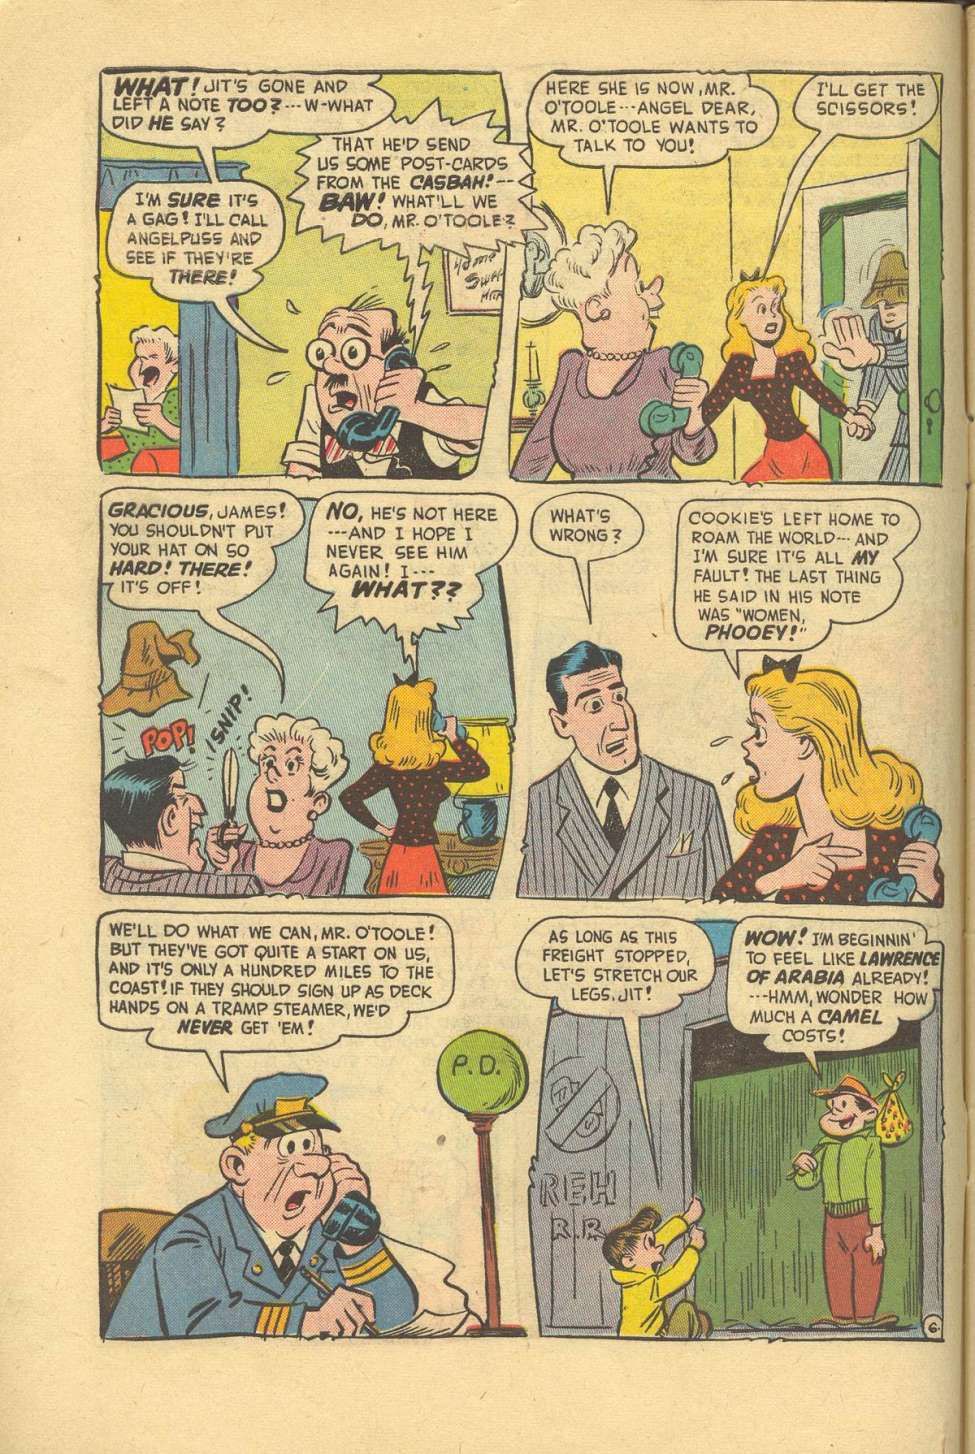 WHAT! JIT'S GONE AND
LEFT A NOTE TOO?---W-WHAT
DID HE SAY?
THAT HE'D SEND
US SOME POST-CARDS
FROM THE CASBAH!--
BAW! WHAT'LL WE
DO, MR. O'TOOLE?
I'M SURE IT'S
A GAG! I'LL CALL
ANGELPUSS AND
SEE IF THEY'RE
THERE!
HOME
SWEET
HERE SHE IS NOW, MR.
O'TOOLE---ANGEL DEAR,
MR. O'TOOLE WANTS TO
TALK TO YOU!
I'LL GET THE
SCISSORS!
GRACIOUS, JAMES!
YOU SHOULDN'T PUT
YOUR HAT ON SO
HARD! THERE!
IT'S OFF!
NO, HE'S NOT HERE
---AND I HOPE I
NEVER SEE HIM
AGAIN! I---
WHAT??
POP!
SNIP!
WHAT'S
WRONG?
COOKIE'S LEFT HOME TO
ROAM THE WORLD---AND
I'M SURE IT'S ALL MY
FAULT! THE LAST THING
HE SAID IN HIS NOTE
WAS "WOMEN,
PHOOEY!"
WE'LL DO WHAT WE CAN, MR. O'TOOLE!
BUT THEY'VE GOT QUITE A START ON US,
AND IT'S ONLY A HUNDRED MILES TO THE
COAST! IF THEY SHOULD SIGN UP AS DECK
HANDS ON A TRAMP STEAMER, WE'D
NEVER GET 'EM!
P.D.
AS LONG AS THIS
FREIGHT STOPPED,
LET'S STRETCH OUR
LEGS, JIT!
WOW! I'M BEGINNIN'
TO FEEL LIKE LAWRENCE
OF ARABIA ALREADY!
---HMM, WONDER HOW
MUCH A CAMEL
COSTS!
REH
R.R.
6